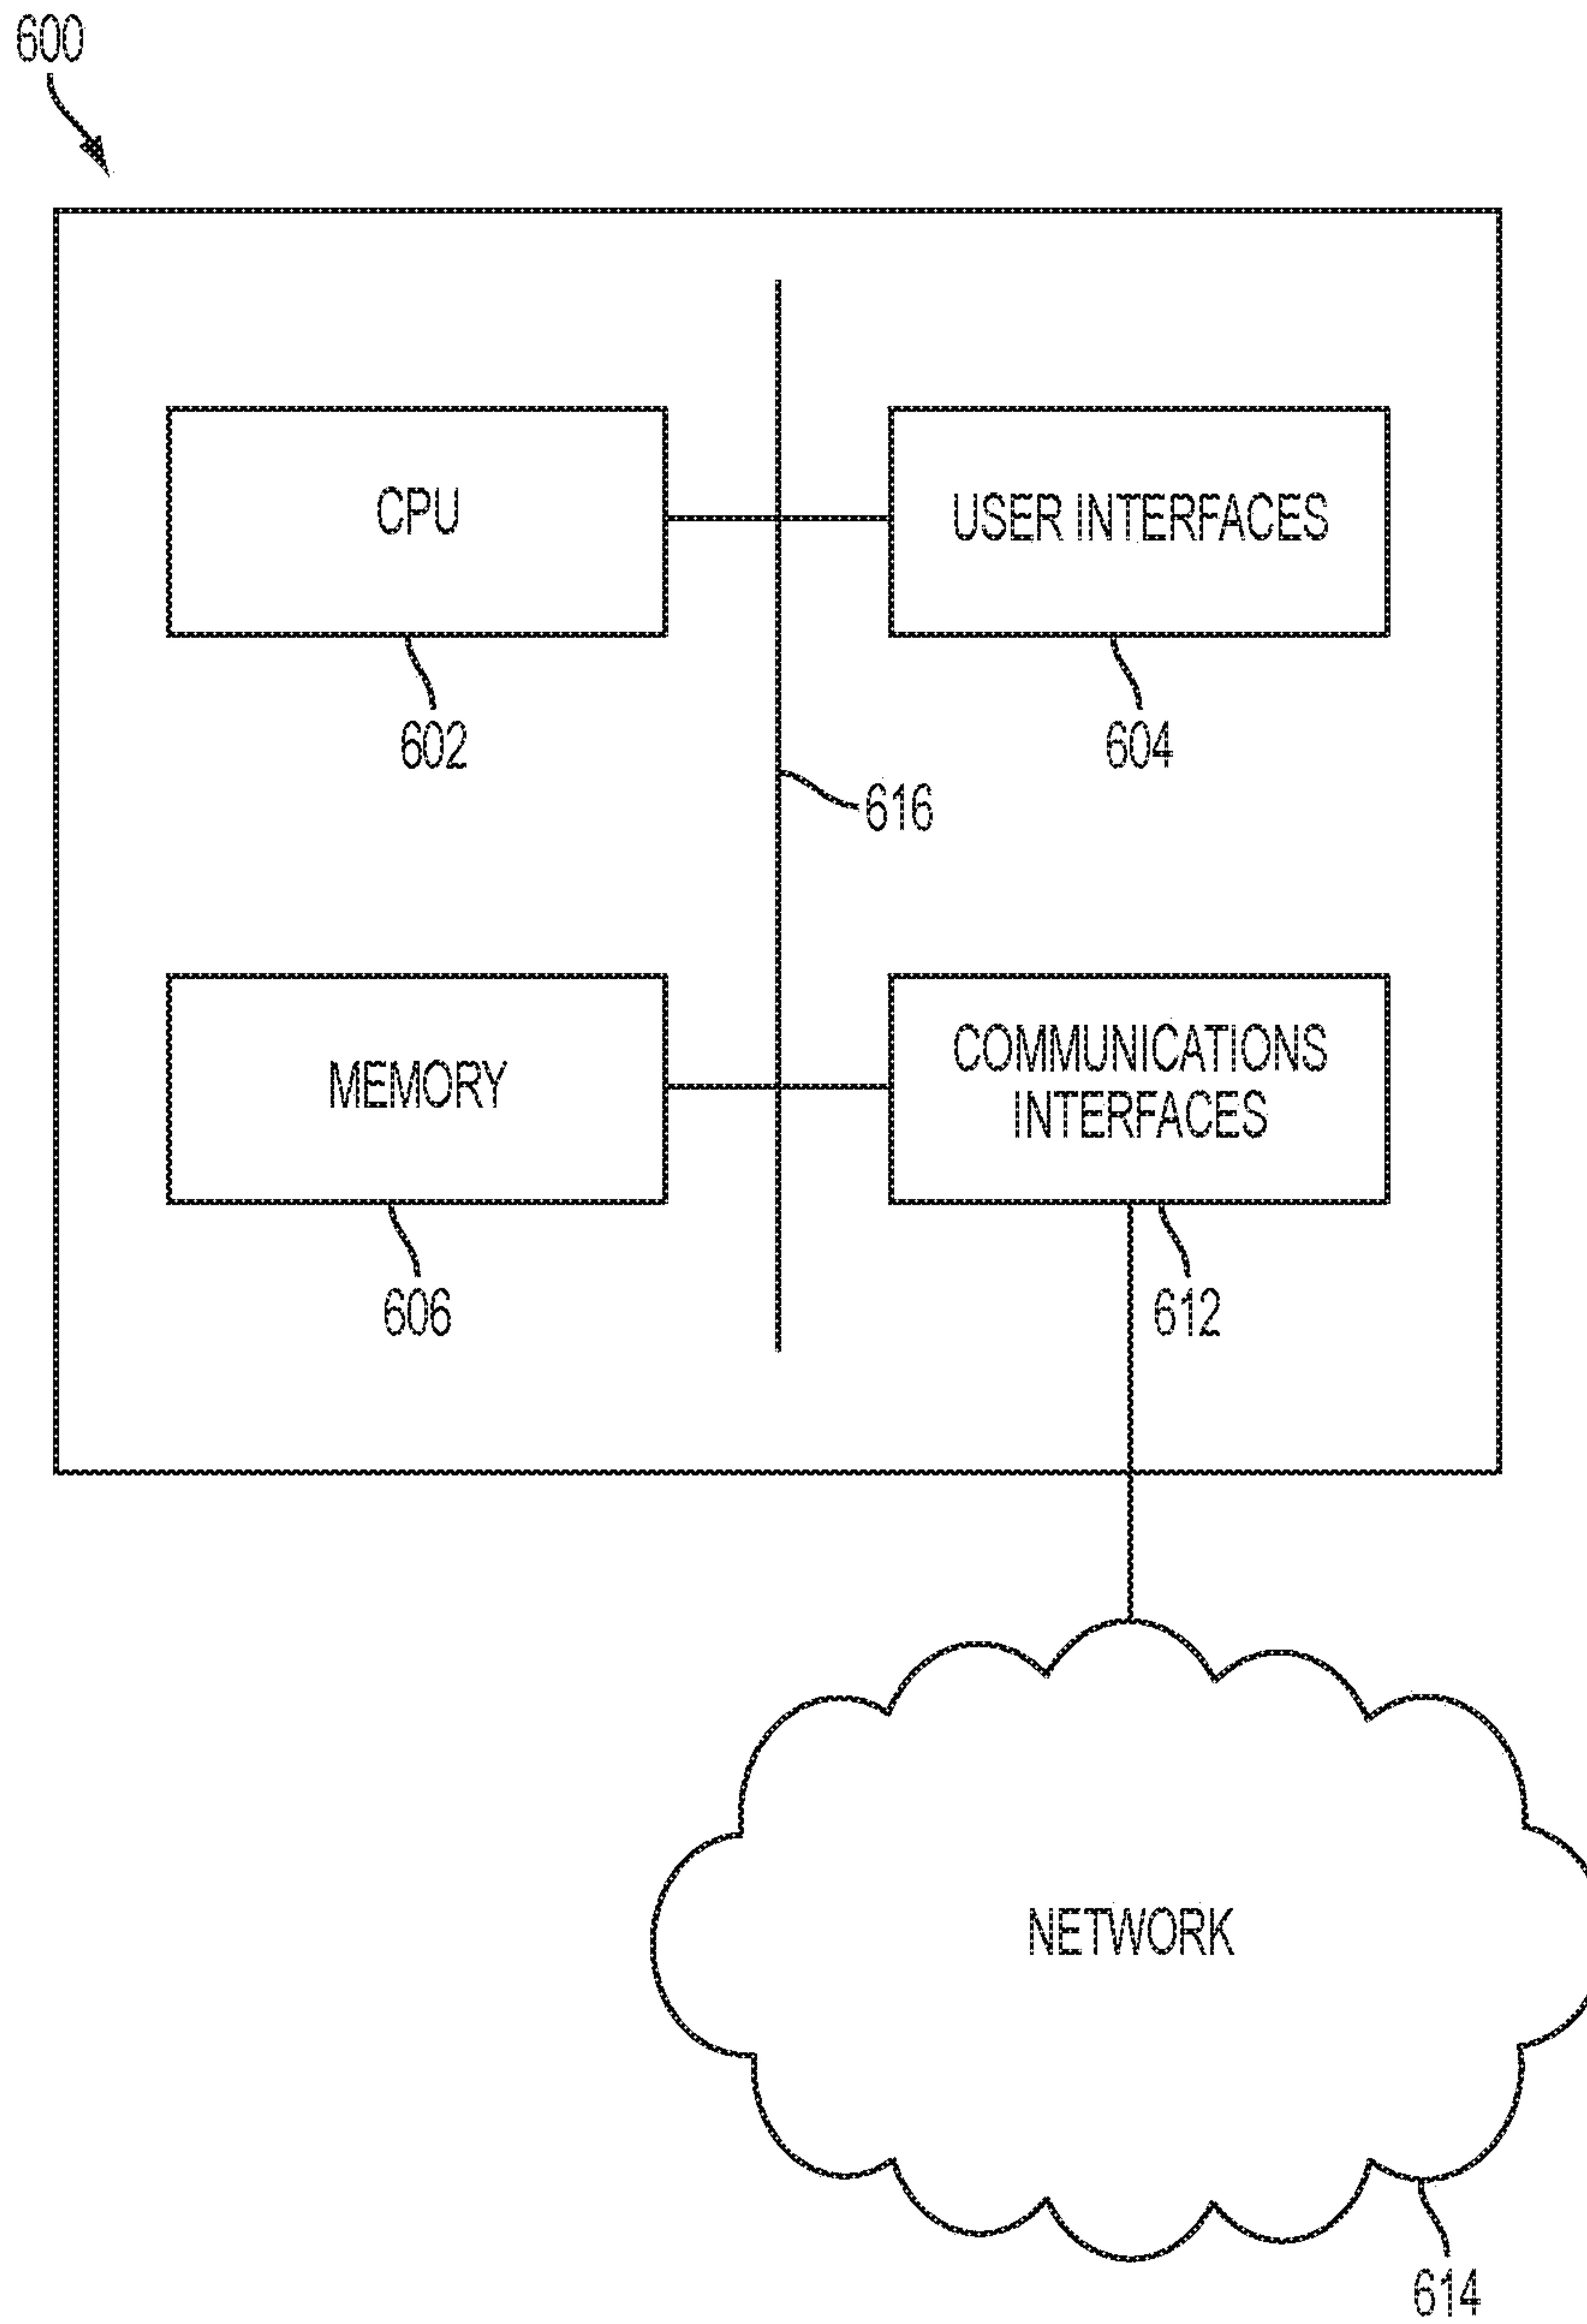 600
CPU
USER INTERFACES
602
604
616
MEMORY
COMMUNICATIONS
INTERFACES
606
612
NETWORK
614